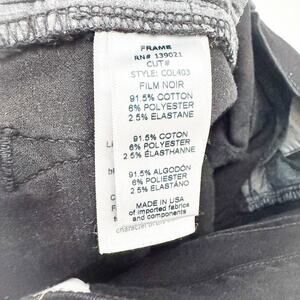 FRAME
RN# 139021
CUT#
STYLE: COL403
FILM NOIR
91.5% COTTON
6% POLYESTER
2.5% ELASTANE
91.5% COTON
6% POLYESTER
2.5% ÉLASTHANNE
91.5% ALGODÓN
6% POLIESTER
2.5% ELASTANO
MADE IN USA
of imported fabrics
and components